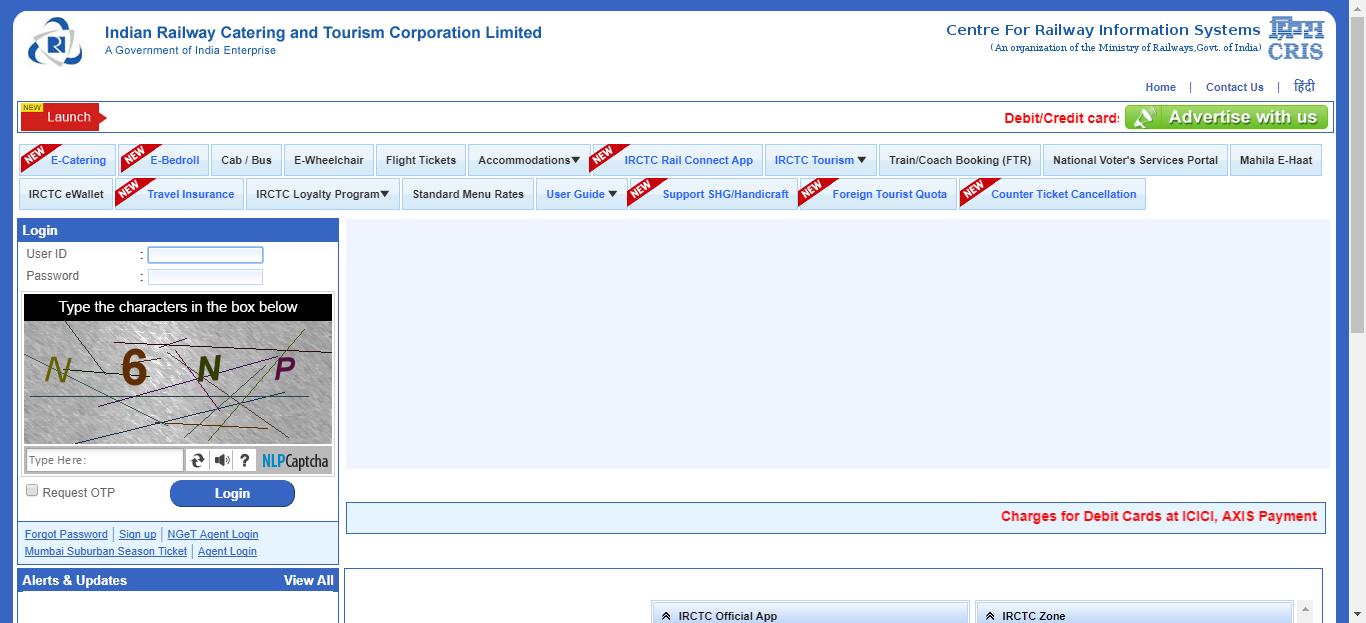 Indian Railway Catering and Tourism Corporation Limited
A Government of India Enterprise
Centre For Railway Information Systems
(An organization of the Ministry of Railways,Govt. of India)
CRIS
Home | Contact Us | हिंदी
NEW
Launch
Debit/Credit card
Advertise with us
NEW E-Catering NEW E-Bedroll Cab / Bus E-Wheelchair Flight Tickets Accommodations▼ NEW IRCTC Rail Connect App IRCTC Tourism ▼ Train/Coach Booking (FTR) National Voter's Services Portal Mahila E-Haat
IRCTC eWallet NEW Travel Insurance IRCTC Loyalty Program▼ Standard Menu Rates User Guide ▼ NEW Support SHG/Handicraft NEW Foreign Tourist Quota NEW Counter Ticket Cancellation
Login
User ID :
Password :
Type the characters in the box below
N 6 N P
Type Here:
? NLPCaptcha
Request OTP
Login
Forgot Password | Sign up | NGeT Agent Login
Mumbai Suburban Season Ticket | Agent Login
Charges for Debit Cards at ICICI, AXIS Payment
Alerts & Updates View All
IRCTC Official App
IRCTC Zone